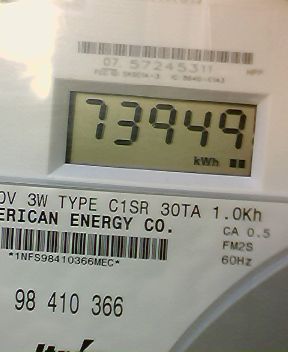 07 57245311
73949
kWh
0V 3W TYPE C1SR 30TA 1.0Kh
ERICAN ENERGY CO.
CA 0.5
FM2S
*1NFS98410366MEC*
60Hz
98 410 366